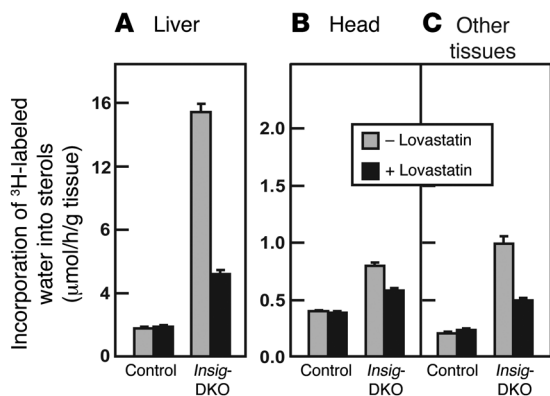 A Liver
B Head
C Other
tissues
Incorporation of ³H-labeled
water into sterols
(μmol/h/g tissue)
16
12
6
4
0
2.0
1.5
1.0
0.5
0.0
– Lovastatin
+ Lovastatin
Control
Insig-
DKO
Control
Insig-
DKO
Control
Insig-
DKO